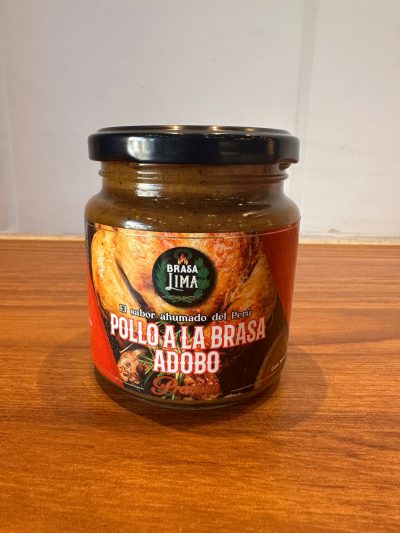 BRASA
LIMA
El sabor ahumado del Perú
POLLO A LA BRASA
ADOBO